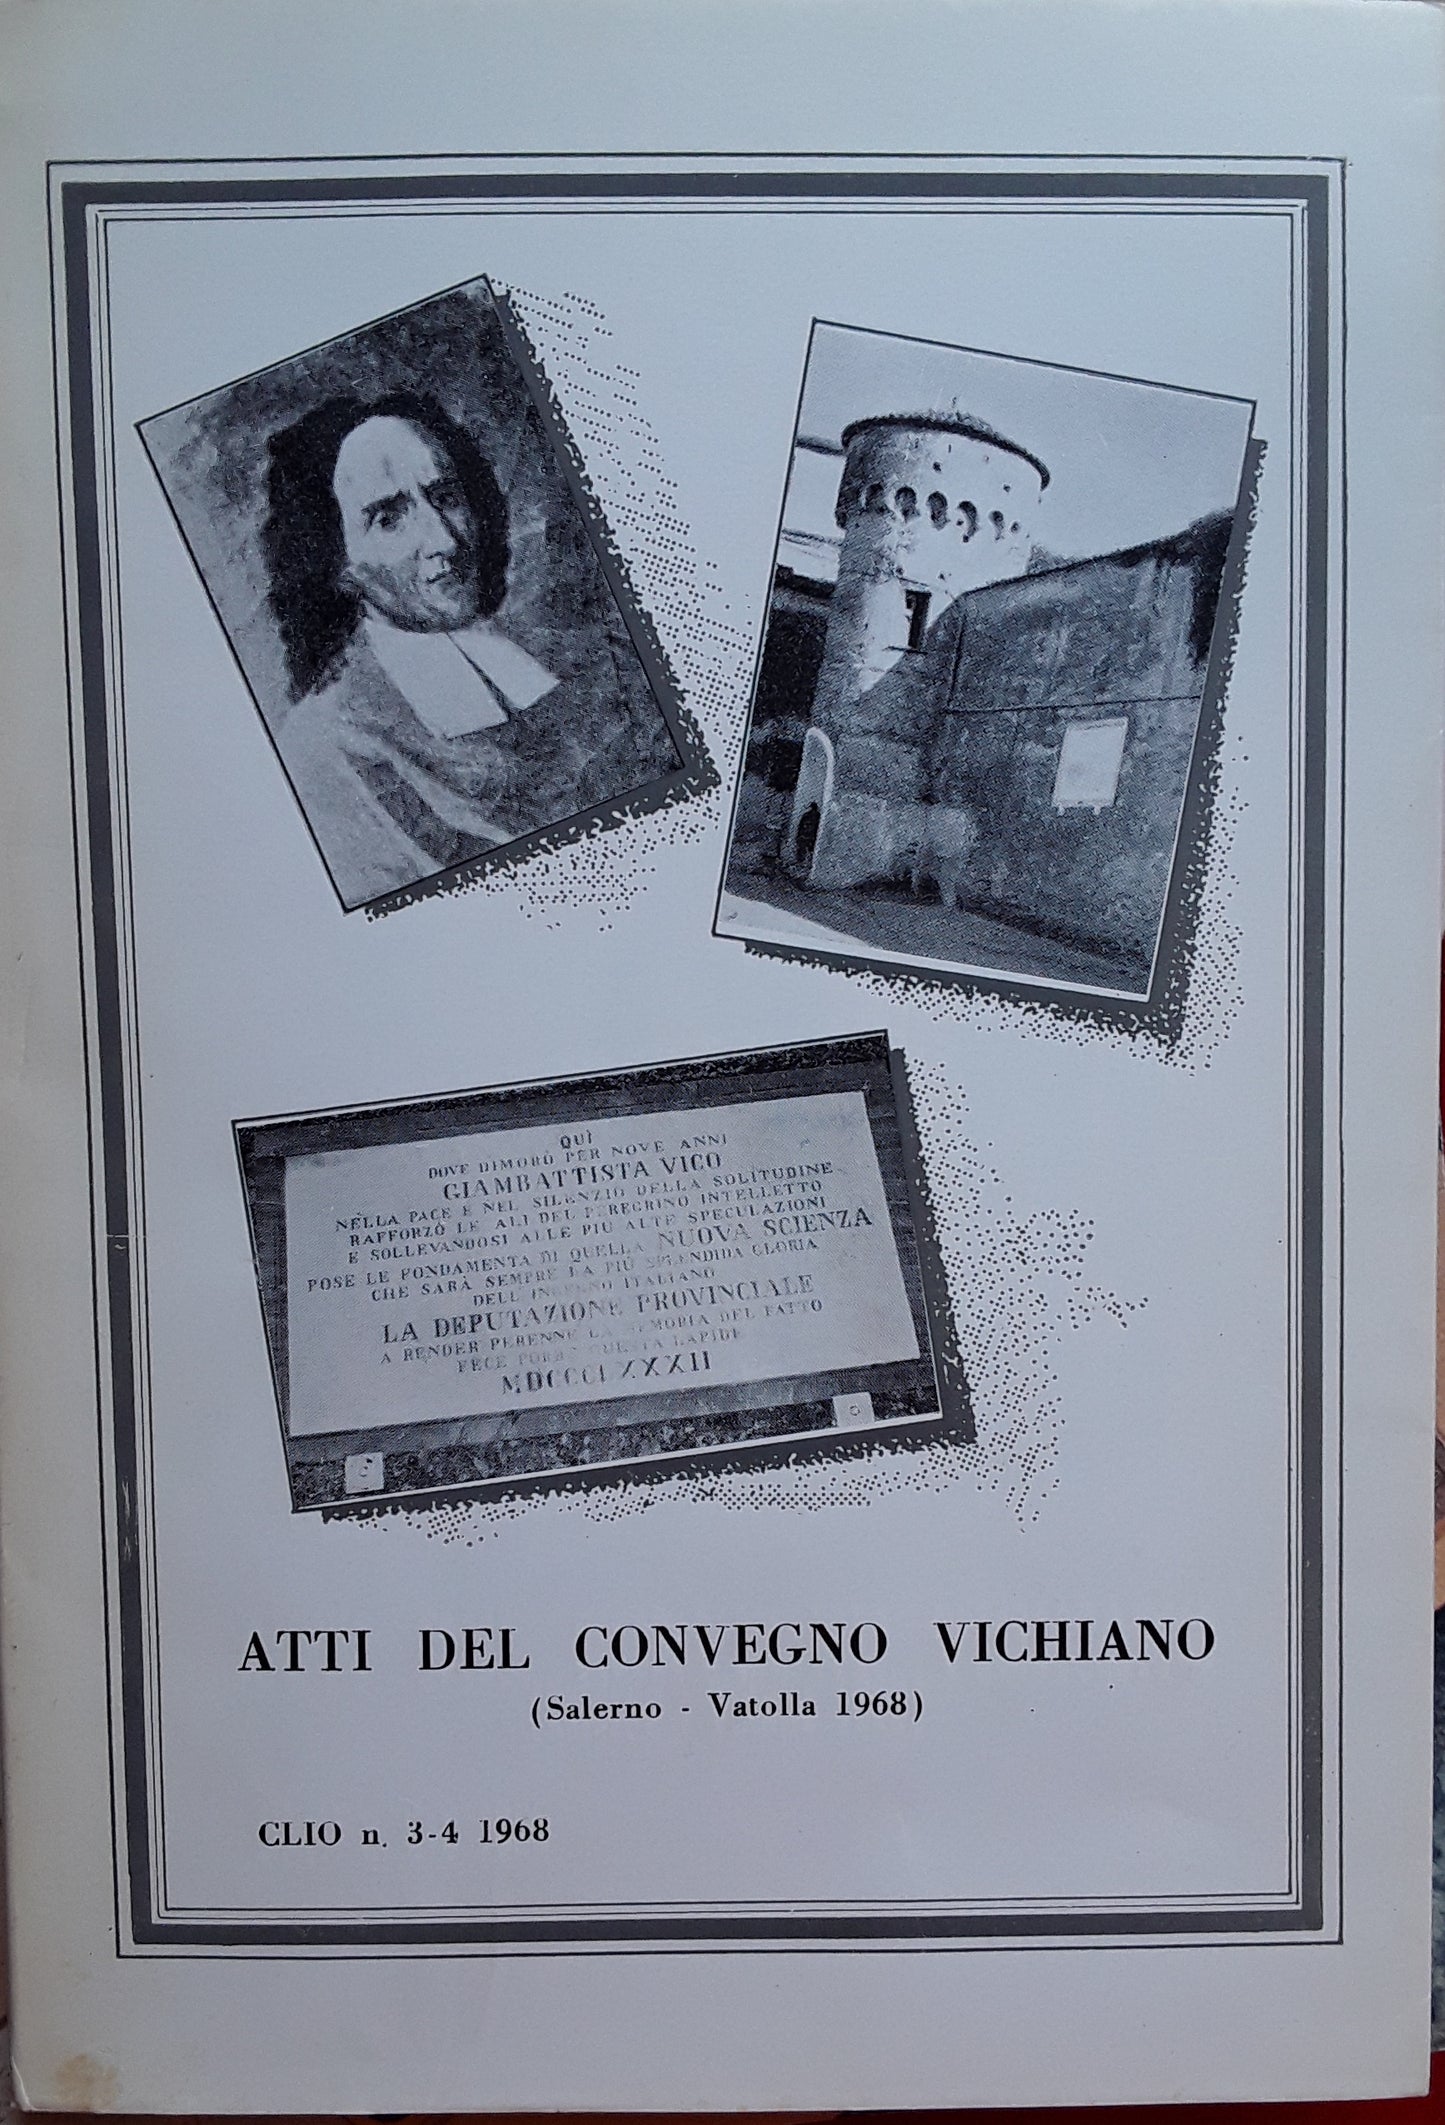 QUÌ
DOVE DIMORÒ PER NOVE ANNI
GIAMBATTISTA VICO
NELLA PACE E NEL SILENZIO DELLA SOLITUDINE
RAFFORZÒ LE ALI DEL PEREGRINO INTELLETTO
E SOLLEVANDOSI ALLE PIÙ ALTE SPECULAZIONI
POSE LE FONDAMENTA DI QUELLA NUOVA SCIENZA
CHE SARÀ SEMPRE LA PIÙ SPLENDIDA GLORIA
DELL'INGEGNO ITALIANO
LA DEPUTAZIONE PROVINCIALE
A RENDER PERENNE LA MEMORIA DEL FATTO
FECE PORRE QUESTA LAPIDE
MDCCCLXXXII
ATTI DEL CONVEGNO VICHIANO
(Salerno - Vatolla 1968)
CLIO n. 3-4 1968